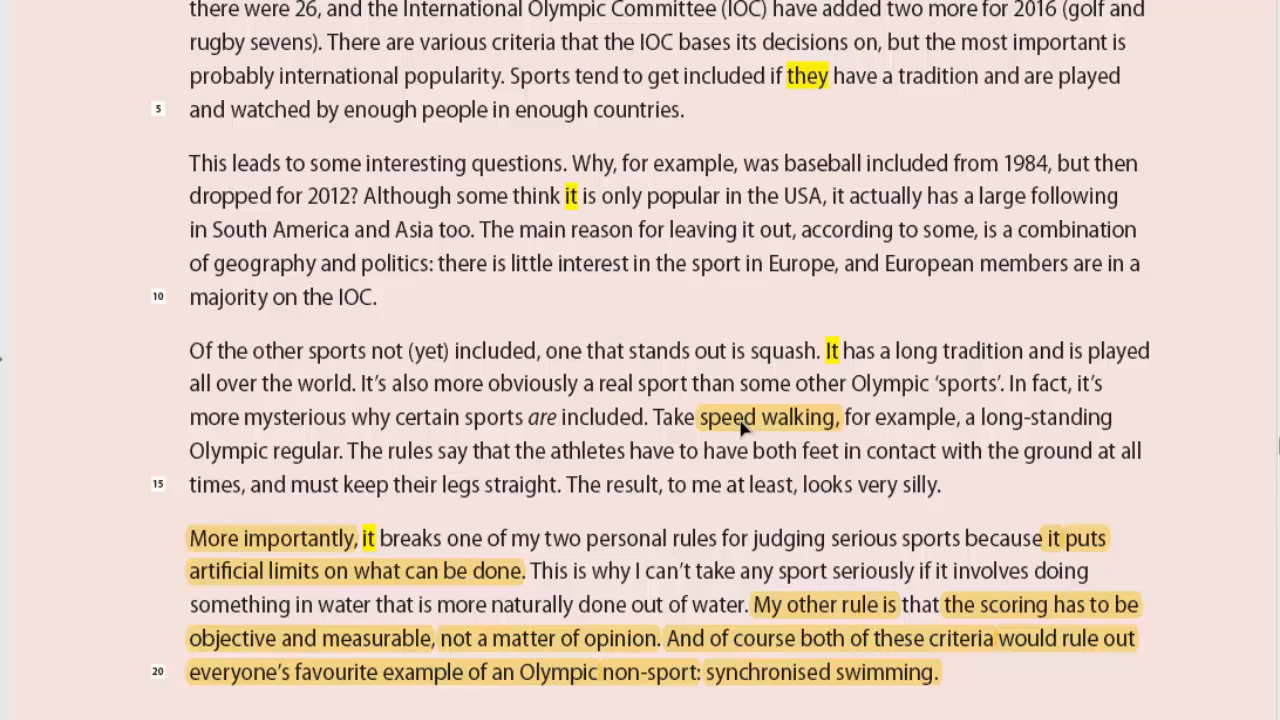 there were 26, and the International Olympic Committee (IOC) have added two more for 2016 (golf and
rugby sevens). There are various criteria that the IOC bases its decisions on, but the most important is
probably international popularity. Sports tend to get included if they have a tradition and are played
5 and watched by enough people in enough countries.
This leads to some interesting questions. Why, for example, was baseball included from 1984, but then
dropped for 2012? Although some think it is only popular in the USA, it actually has a large following
in South America and Asia too. The main reason for leaving it out, according to some, is a combination
of geography and politics: there is little interest in the sport in Europe, and European members are in a
10 majority on the IOC.
Of the other sports not (yet) included, one that stands out is squash. It has a long tradition and is played
all over the world. It's also more obviously a real sport than some other Olympic ‘sports’. In fact, it's
more mysterious why certain sports are included. Take speed walking, for example, a long-standing
Olympic regular. The rules say that the athletes have to have both feet in contact with the ground at all
15 times, and must keep their legs straight. The result, to me at least, looks very silly.
More importantly, it breaks one of my two personal rules for judging serious sports because it puts
artificial limits on what can be done. This is why I can't take any sport seriously if it involves doing
something in water that is more naturally done out of water. My other rule is that the scoring has to be
objective and measurable, not a matter of opinion. And of course both of these criteria would rule out
20 everyone's favourite example of an Olympic non-sport: synchronised swimming.